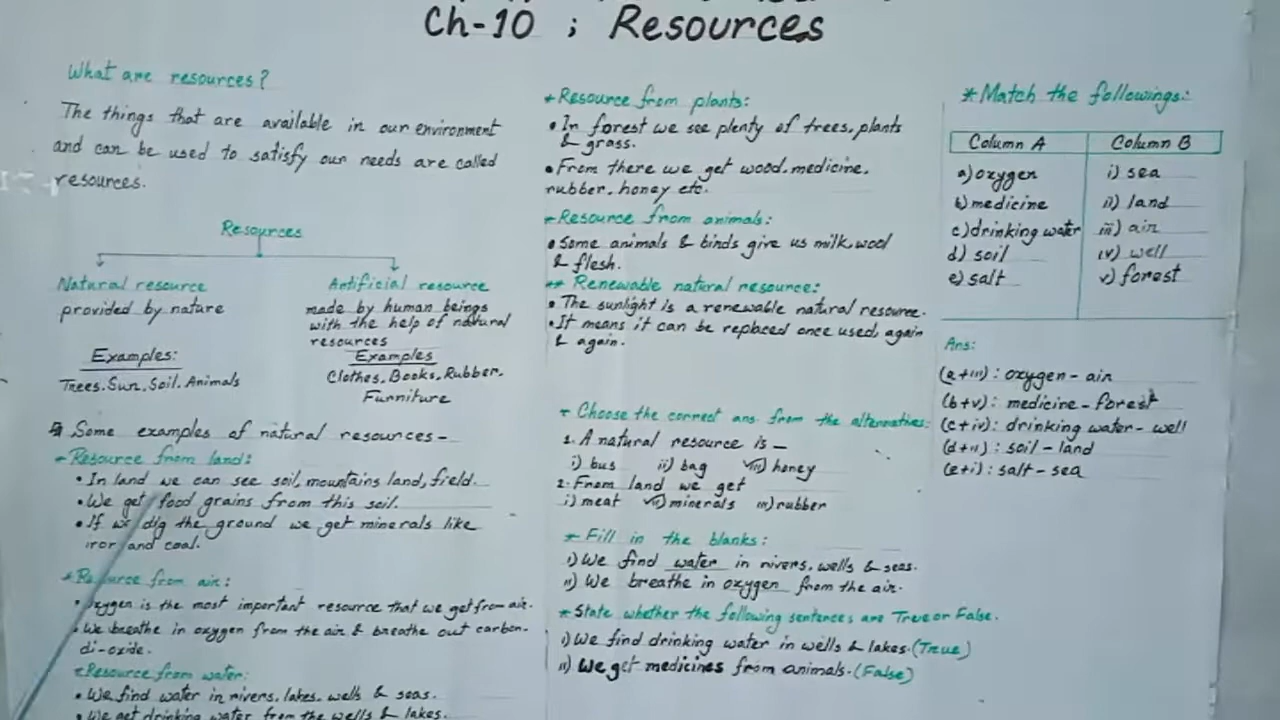 Ch-10 ; Resources
What are resources?
The things that are available in our environment
and can be used to satisfy our needs are called
resources.
Resources
Natural resource
provided by nature
Examples:
Trees. Sun. Soil. Animals
Artificial resource
made by human beings
with the help of natural
resources
Examples
Clothes. Books. Rubber.
Furniture
Some examples of natural resources-
Resource from land:
• In land we can see soil, mountains land, field.
• We get food grains from this soil.
• If we dig the ground we get minerals like
iron and coal.
* Resource from air:
• Oxygen is the most important resource that we get from air.
• We breathe in oxygen from the air & breathe out carbon.
di-oxide.
Resource from water:
• We find water in rivers. lakes. wells & seas.
• We get drinking water from the wells & lakes.
* Resource from plants:
• In forest we see plenty of trees, plants
& grass.
• From there we get wood. medicine.
rubber. honey etc.
* Resource from animals:
• Some animals & binds give us milk, wool
& flesh.
** Renewable natural resource:
• The sunlight is a renewable natural resource.
• It means it can be replaced once used, again
& again.
* Choose the correct ans. from the alternatives:
1. A natural resource is —
i) bus ii) bag ✓iii) honey
2. From land we get
i) meat ✓ii) minerals iii) rubber
* Fill in the blanks:
i) We find water in rivers, wells & seas.
ii) We breathe in oxygen from the air.
* State whether the following sentences are True or False.
i) We find drinking water in wells & lakes. (True)
ii) We get medicines from animals. (False)
* Match the followings:
Column A Column B
a) oxygen i) sea
b) medicine ii) land
c) drinking water iii) air
d) soil iv) well
e) salt v) forest
Ans:
(a+iii): oxygen - air
(b+v): medicine - forest
(c+iv): drinking water - well
(d+ii): soil - land
(e+i): salt - sea